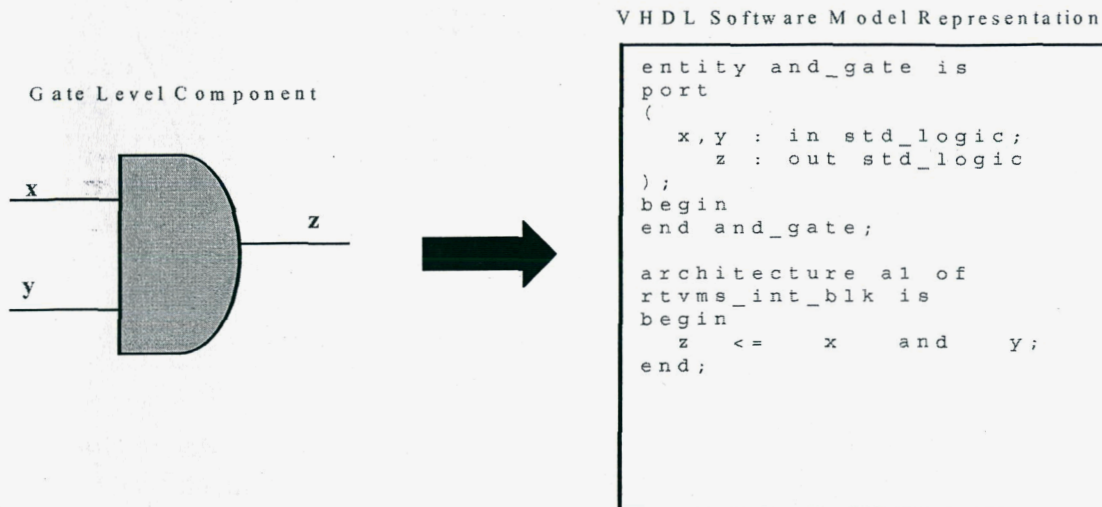 VHDL Software Model Representation
Gate Level Component
x
y
z
entity and_gate is
port
(
x,y : in std_logic;
z : out std_logic
);
begin
end and_gate;
architecture a1 of
rtvms_int_blk is
begin
z <= x and y;
end;